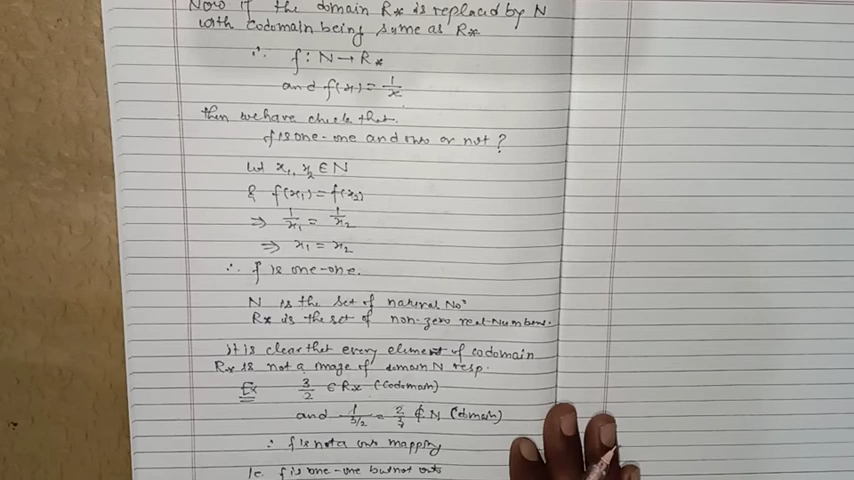 Now if the domain R* is replaced by N
with codomain being same as R*
∴ f : N → R*
and f(x) = 1/x
then we have check that
f is one-one and onto or not?
let x₁, x₂ ∈ N
& f(x₁) = f(x₂)
⇒ 1/x₁ = 1/x₂
⇒ x₁ = x₂
∴ f is one-one.
N is the set of natural Noˢ
R* is the set of non-zero real Numbers.
it is clear that every element of codomain
R* is not a image of domain N resp.
Ex 3/2 ∈ R* (codomain)
and 1/3/2 = 2/3 ∉ N (domain)
∴ f is not a onto mapping
ie. f is one-one but not onto